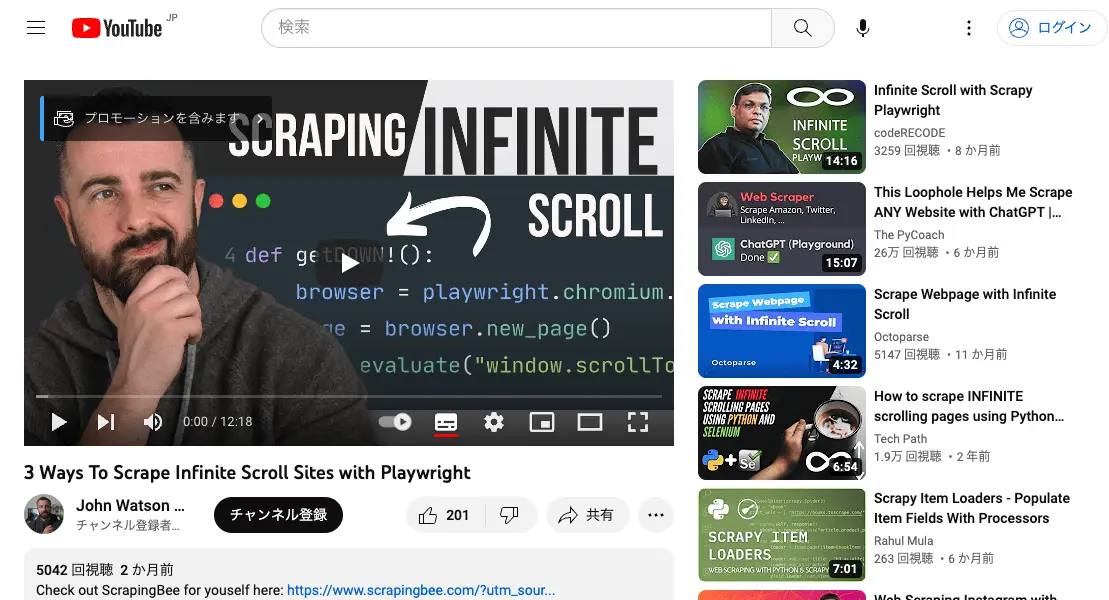 YouTube JP
検索
ログイン
プロモーションを含みます
SCRAPING INFINITE
SCROLL
4 def getDOWN!():
browser = playwright.chromium.
ge = browser.new_page()
evaluate("window.scrollTo
0:00 / 12:18
3 Ways To Scrape Infinite Scroll Sites with Playwright
John Watson ...
チャンネル登録者...
チャンネル登録
201
共有
5042 回視聴 2 か月前
Check out ScrapingBee for youself here: https://www.scrapingbee.com/?utm_sour...
INFINITE
SCROLL
PLAYW
14:16
Infinite Scroll with Scrapy
Playwright
codeRECODE
3259 回視聴 ・8 か月前
Web Scraper
Scrape Amazon, Twitter,
LinkedIn, ...
ChatGPT (Playground)
Done
15:07
This Loophole Helps Me Scrape
ANY Website with ChatGPT |...
The PyCoach
26万 回視聴 ・6 か月前
Scrape Webpage
with Infinite Scroll
Octoparse
4:32
Scrape Webpage with Infinite
Scroll
Octoparse
5147 回視聴 ・11 か月前
SCRAPE INFINITE
SCROLLING PAGES
USING PYTHON AND
SELENIUM
Se
6:54
How to scrape INFINITE
scrolling pages using Python...
Tech Path
1.9万 回視聴 ・2 年前
SCRAPY ITEM
LOADERS
WEB SCRAPING WITH PYTHON & SCRAPY
7:01
Scrapy Item Loaders - Populate
Item Fields With Processors
Rahul Mula
263 回視聴 ・6 か月前
Web Scraping Instagram with